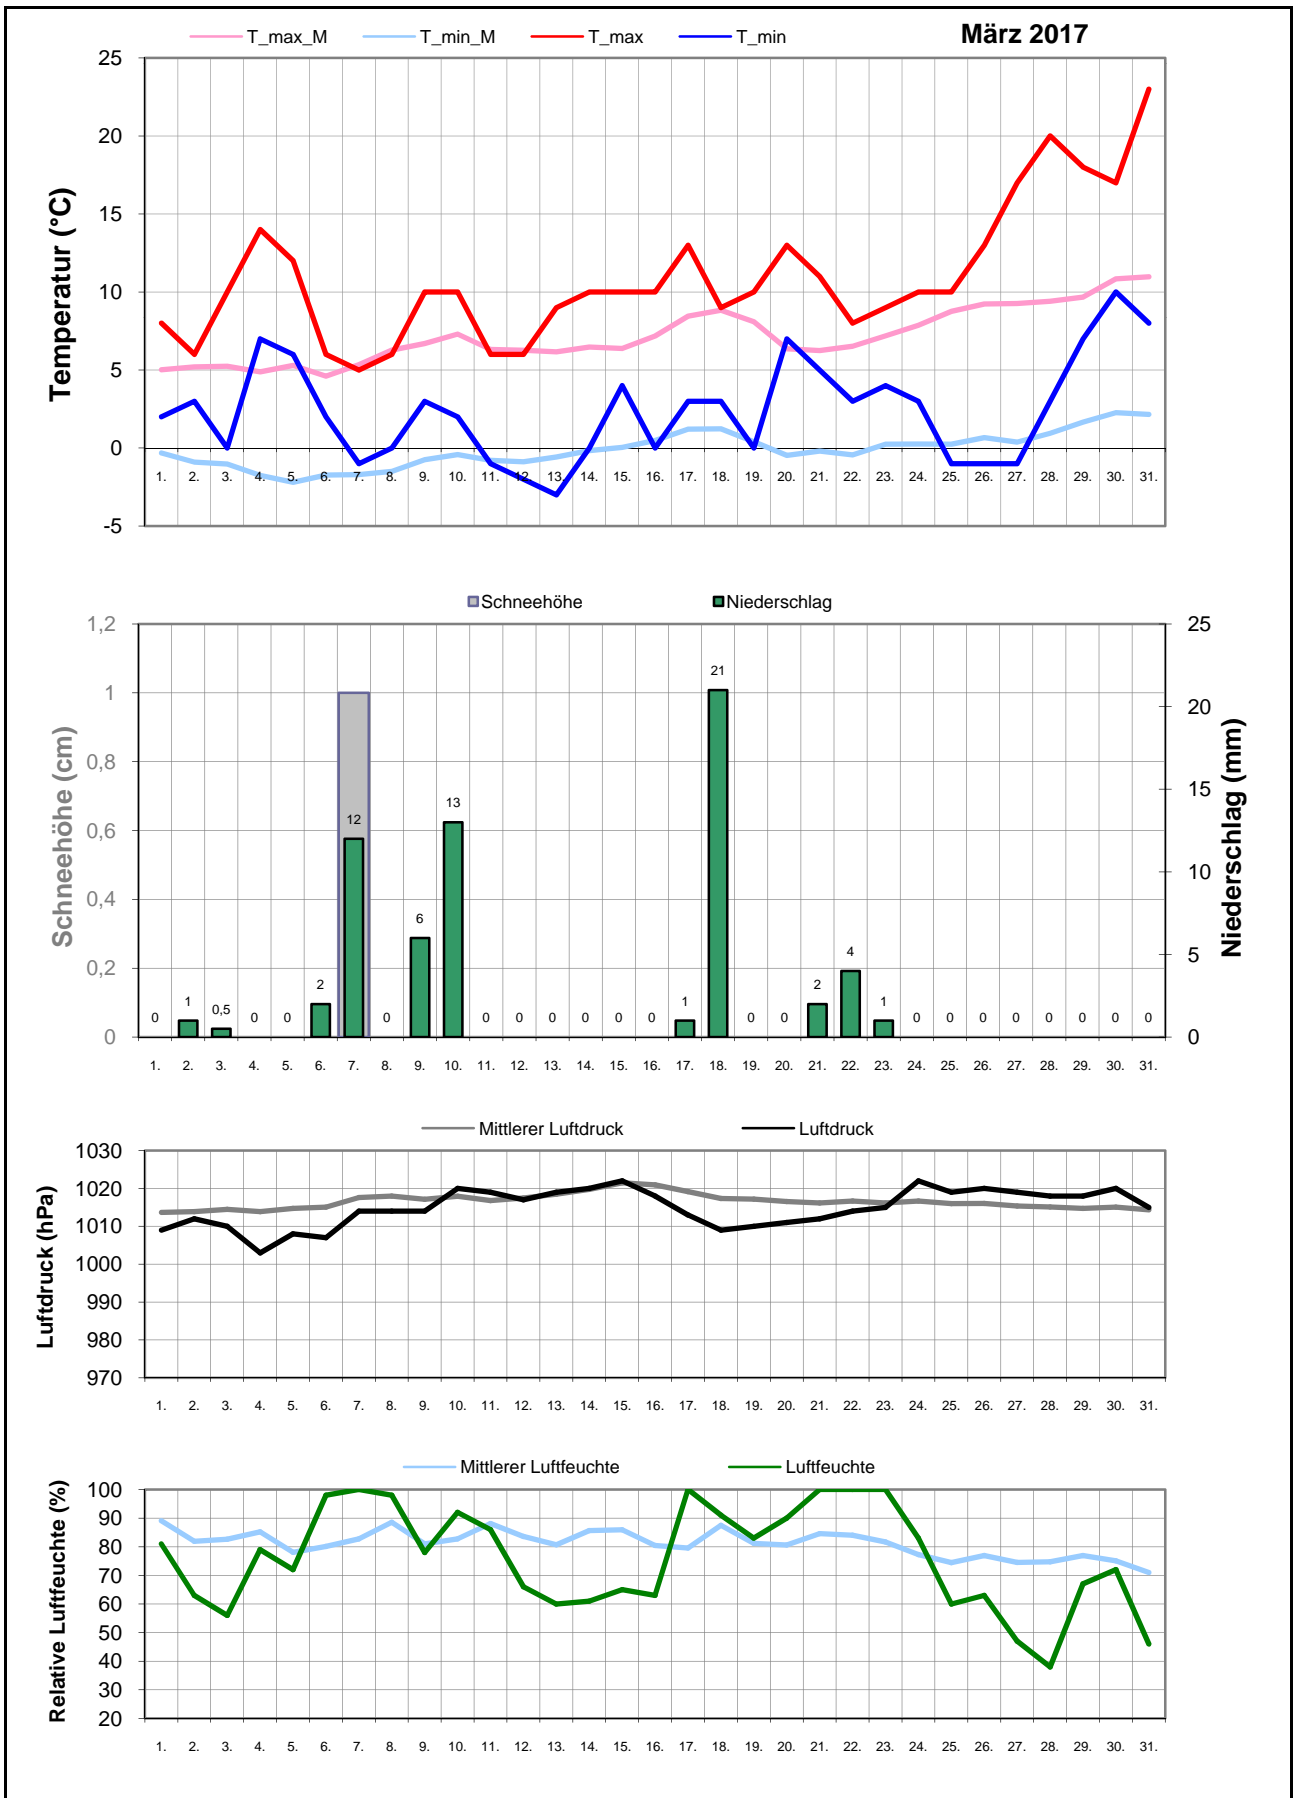 T_max_M T_min_M T_max T_min März 2017
Temperatur (°C)
25
20
15
10
5
0
-5
1. 2. 3. 4. 5. 6. 7. 8. 9. 10. 11. 12. 13. 14. 15. 16. 17. 18. 19. 20. 21. 22. 23. 24. 25. 26. 27. 28. 29. 30. 31.
Schneehöhe Niederschlag
Schneehöhe (cm)
1,2
1
0,8
0,6
0,4
0,2
0
Niederschlag (mm)
25
20
15
10
5
0
0 1 0,5 0 0 2 12 0 6 13 0 0 0 0 0 0 1 21 0 0 2 4 1 0 0 0 0 0 0 0 0
1. 2. 3. 4. 5. 6. 7. 8. 9. 10. 11. 12. 13. 14. 15. 16. 17. 18. 19. 20. 21. 22. 23. 24. 25. 26. 27. 28. 29. 30. 31.
Mittlerer Luftdruck Luftdruck
Luftdruck (hPa)
1030
1020
1010
1000
990
980
970
1. 2. 3. 4. 5. 6. 7. 8. 9. 10. 11. 12. 13. 14. 15. 16. 17. 18. 19. 20. 21. 22. 23. 24. 25. 26. 27. 28. 29. 30. 31.
Mittlerer Luftfeuchte Luftfeuchte
Relative Luftfeuchte (%)
100
90
80
70
60
50
40
30
20
1. 2. 3. 4. 5. 6. 7. 8. 9. 10. 11. 12. 13. 14. 15. 16. 17. 18. 19. 20. 21. 22. 23. 24. 25. 26. 27. 28. 29. 30. 31.